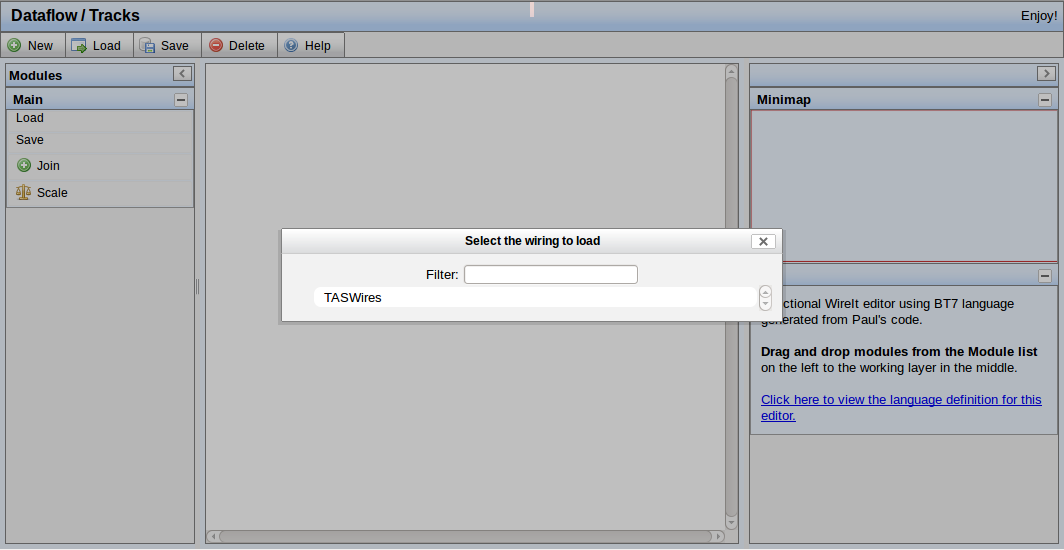 Dataflow / Tracks
Enjoy!
New
Load
Save
Delete
Help
Modules
Main
Load
Save
Join
Scale
Select the wiring to load
Filter:
TASWires
Minimap
ctional WireIt editor using BT7 language
generated from Paul's code.
Drag and drop modules from the Module list
on the left to the working layer in the middle.
Click here to view the language definition for this
editor.